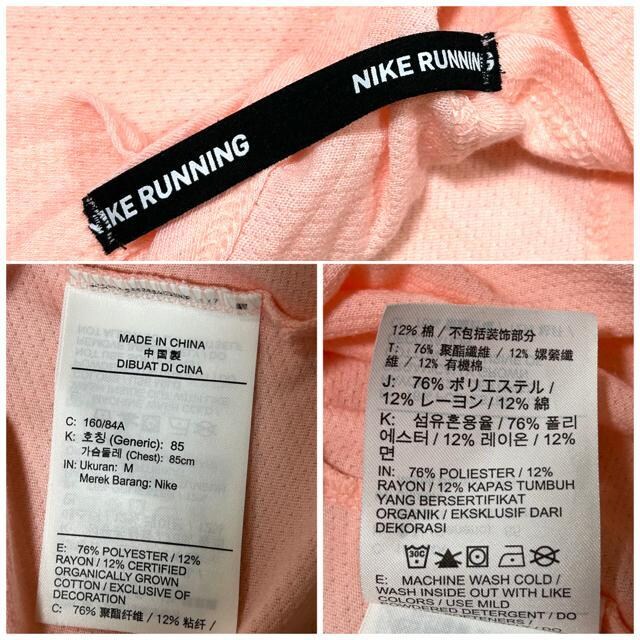 NIKE RUNNING
KE RUNNING
MADE IN CHINA
中國製
DIBUAT DI CINA
C: 160/84A
K: 호칭 (Generic): 85
가슴둘레 (Chest): 85cm
IN: Ukuran: M
Merek Barang: Nike
E: 76% POLYESTER / 12%
RAYON / 12% CERTIFIED
ORGANICALLY GROWN
COTTON / EXCLUSIVE OF
DECORATION
C: 76% 聚酯纤维 / 12% 粘纤 /
12% 棉 / 不包括装饰部分
T: 76% 聚酯纖維 / 12% 嫘縈纖
維 / 12% 有機棉
J: 76% ポリエステル /
12% レーヨン / 12% 綿
K: 섬유혼용율 / 76% 폴리
에스터 / 12% 레이온 / 12%
면
IN: 76% POLIESTER / 12%
RAYON / 12% KAPAS TUMBUH
YANG BERSERTIFIKAT
ORGANIK / EKSKLUSIF DARI
DEKORASI
30C
E: MACHINE WASH COLD /
WASH INSIDE OUT WITH LIKE
COLORS / USE MILD
POWDERED DETERGENT / DO